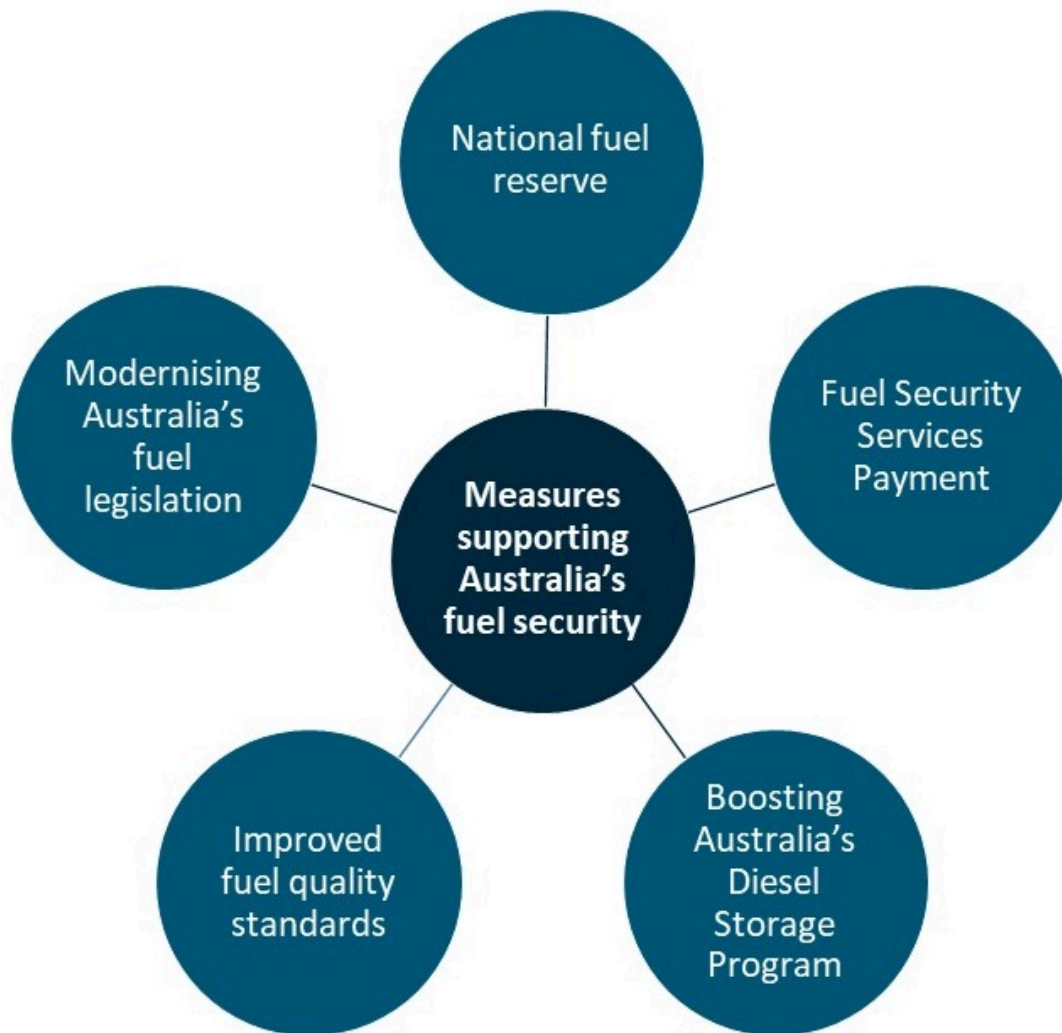 National fuel
reserve
Fuel Security
Services
Payment
Boosting
Australia’s
Diesel
Storage
Program
Improved
fuel quality
standards
Modernising
Australia’s
fuel
legislation
Measures
supporting
Australia’s
fuel security